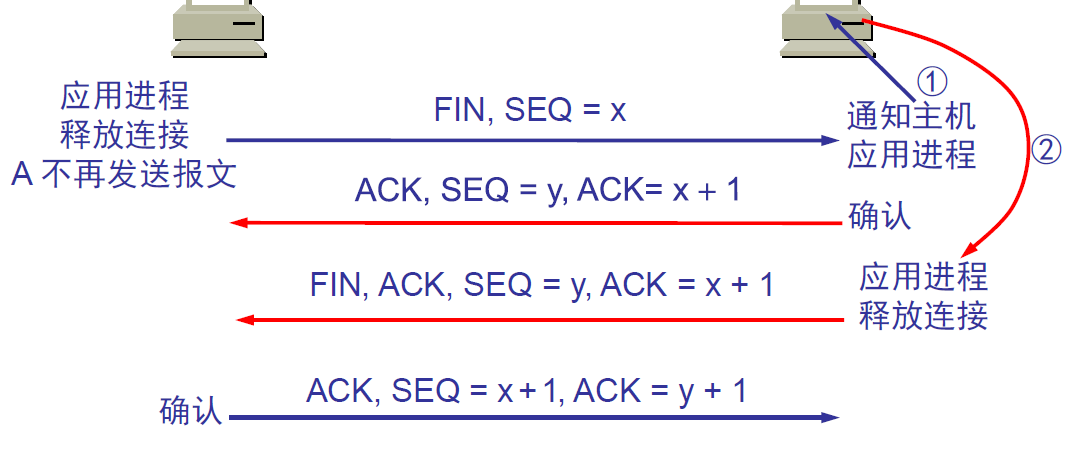 应用进程
释放连接
A 不再发送报文
FIN, SEQ = x
①
通知主机
应用进程
②
ACK, SEQ = y, ACK= x + 1
确认
FIN, ACK, SEQ = y, ACK = x + 1
应用进程
释放连接
确认
ACK, SEQ = x+1, ACK = y + 1